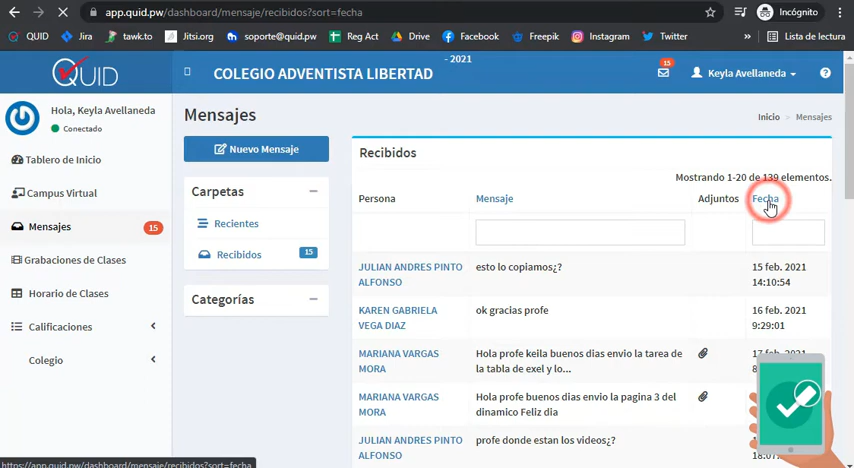 app.quid.pw/dashboard/mensaje/recibidos?sort=fecha
Incógnito
QUID
Jira
tawk.to
Jitsi.org
soporte@quid.pw
Reg Act
Drive
Facebook
Freepik
Instagram
Twitter
»
Lista de lectura
QUID
COLEGIO ADVENTISTA LIBERTAD
- 2021
15
Keyla Avellaneda
Hola, Keyla Avellaneda
Conectado
Tablero de Inicio
Campus Virtual
Mensajes
15
Grabaciones de Clases
Horario de Clases
Calificaciones
Colegio
Mensajes
Inicio > Mensajes
Nuevo Mensaje
Carpetas
Recientes
Recibidos
15
Categorías
Recibidos
Mostrando 1-20 de 139 elementos.
Persona Mensaje Adjuntos Fecha
JULIAN ANDRES PINTO ALFONSO
esto lo copiamos¿?
15 feb. 2021
14:10:54
KAREN GABRIELA VEGA DIAZ
ok gracias profe
16 feb. 2021
9:29:01
MARIANA VARGAS MORA
Hola profe keila buenos dias envio la tarea de
la tabla de exel y lo...
17 feb. 2021
MARIANA VARGAS MORA
Hola profe buenos dias envio la pagina 3 del
dinamico Feliz dia
JULIAN ANDRES PINTO ALFONSO
profe donde estan los videos¿?
https://app.quid.pw/dashboard/mensaje/recibidos?sort=fecha